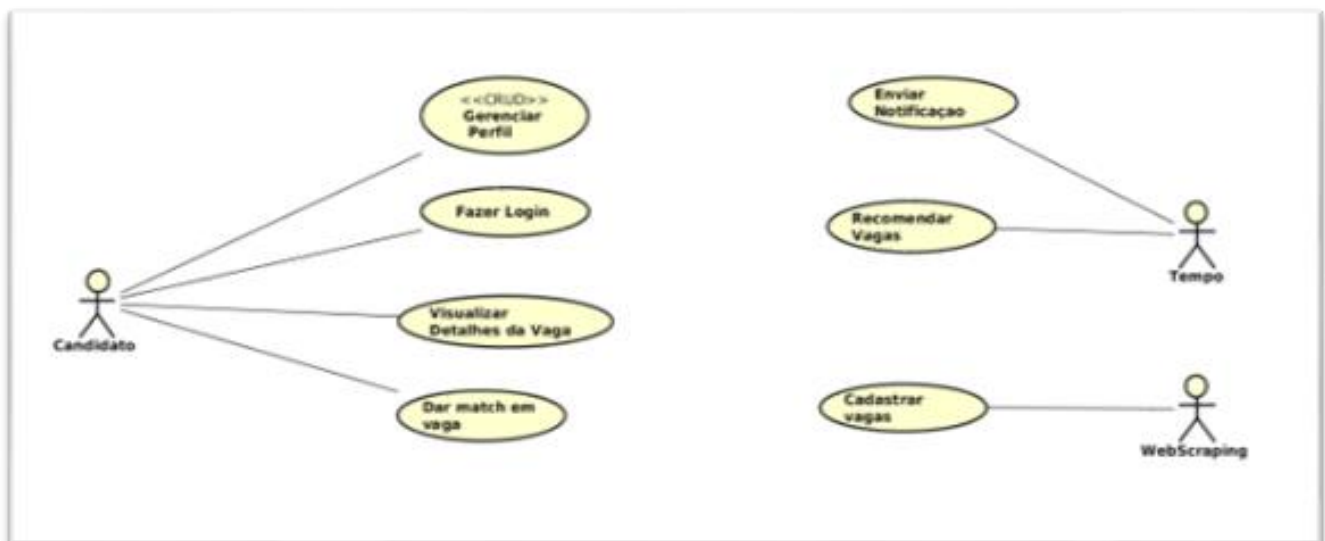 <<CRUD>>
Gerenciar
Perfil
Fazer Login
Visualizar
Detalhes da Vaga
Dar match em
vaga
Candidato
Enviar
Notificaçao
Recomendar
Vagas
Tempo
Cadastrar
vagas
WebScraping